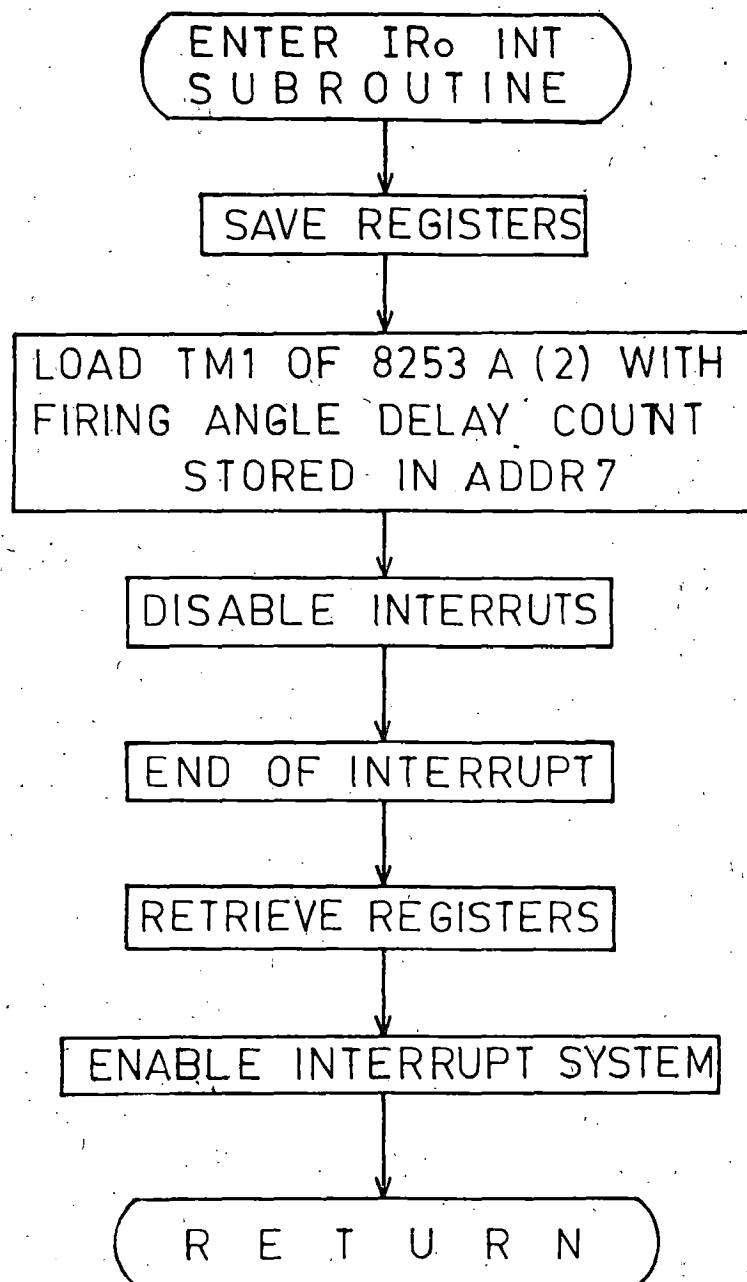 ENTER IRo INT
SUBROUTINE
SAVE REGISTERS
LOAD TM1 OF 8253 A (2) WITH
FIRING ANGLE DELAY COUNT
STORED IN ADDR7
DISABLE INTERRUTS
END OF INTERRUPT
RETRIEVE REGISTERS
ENABLE INTERRUPT SYSTEM
RETURN